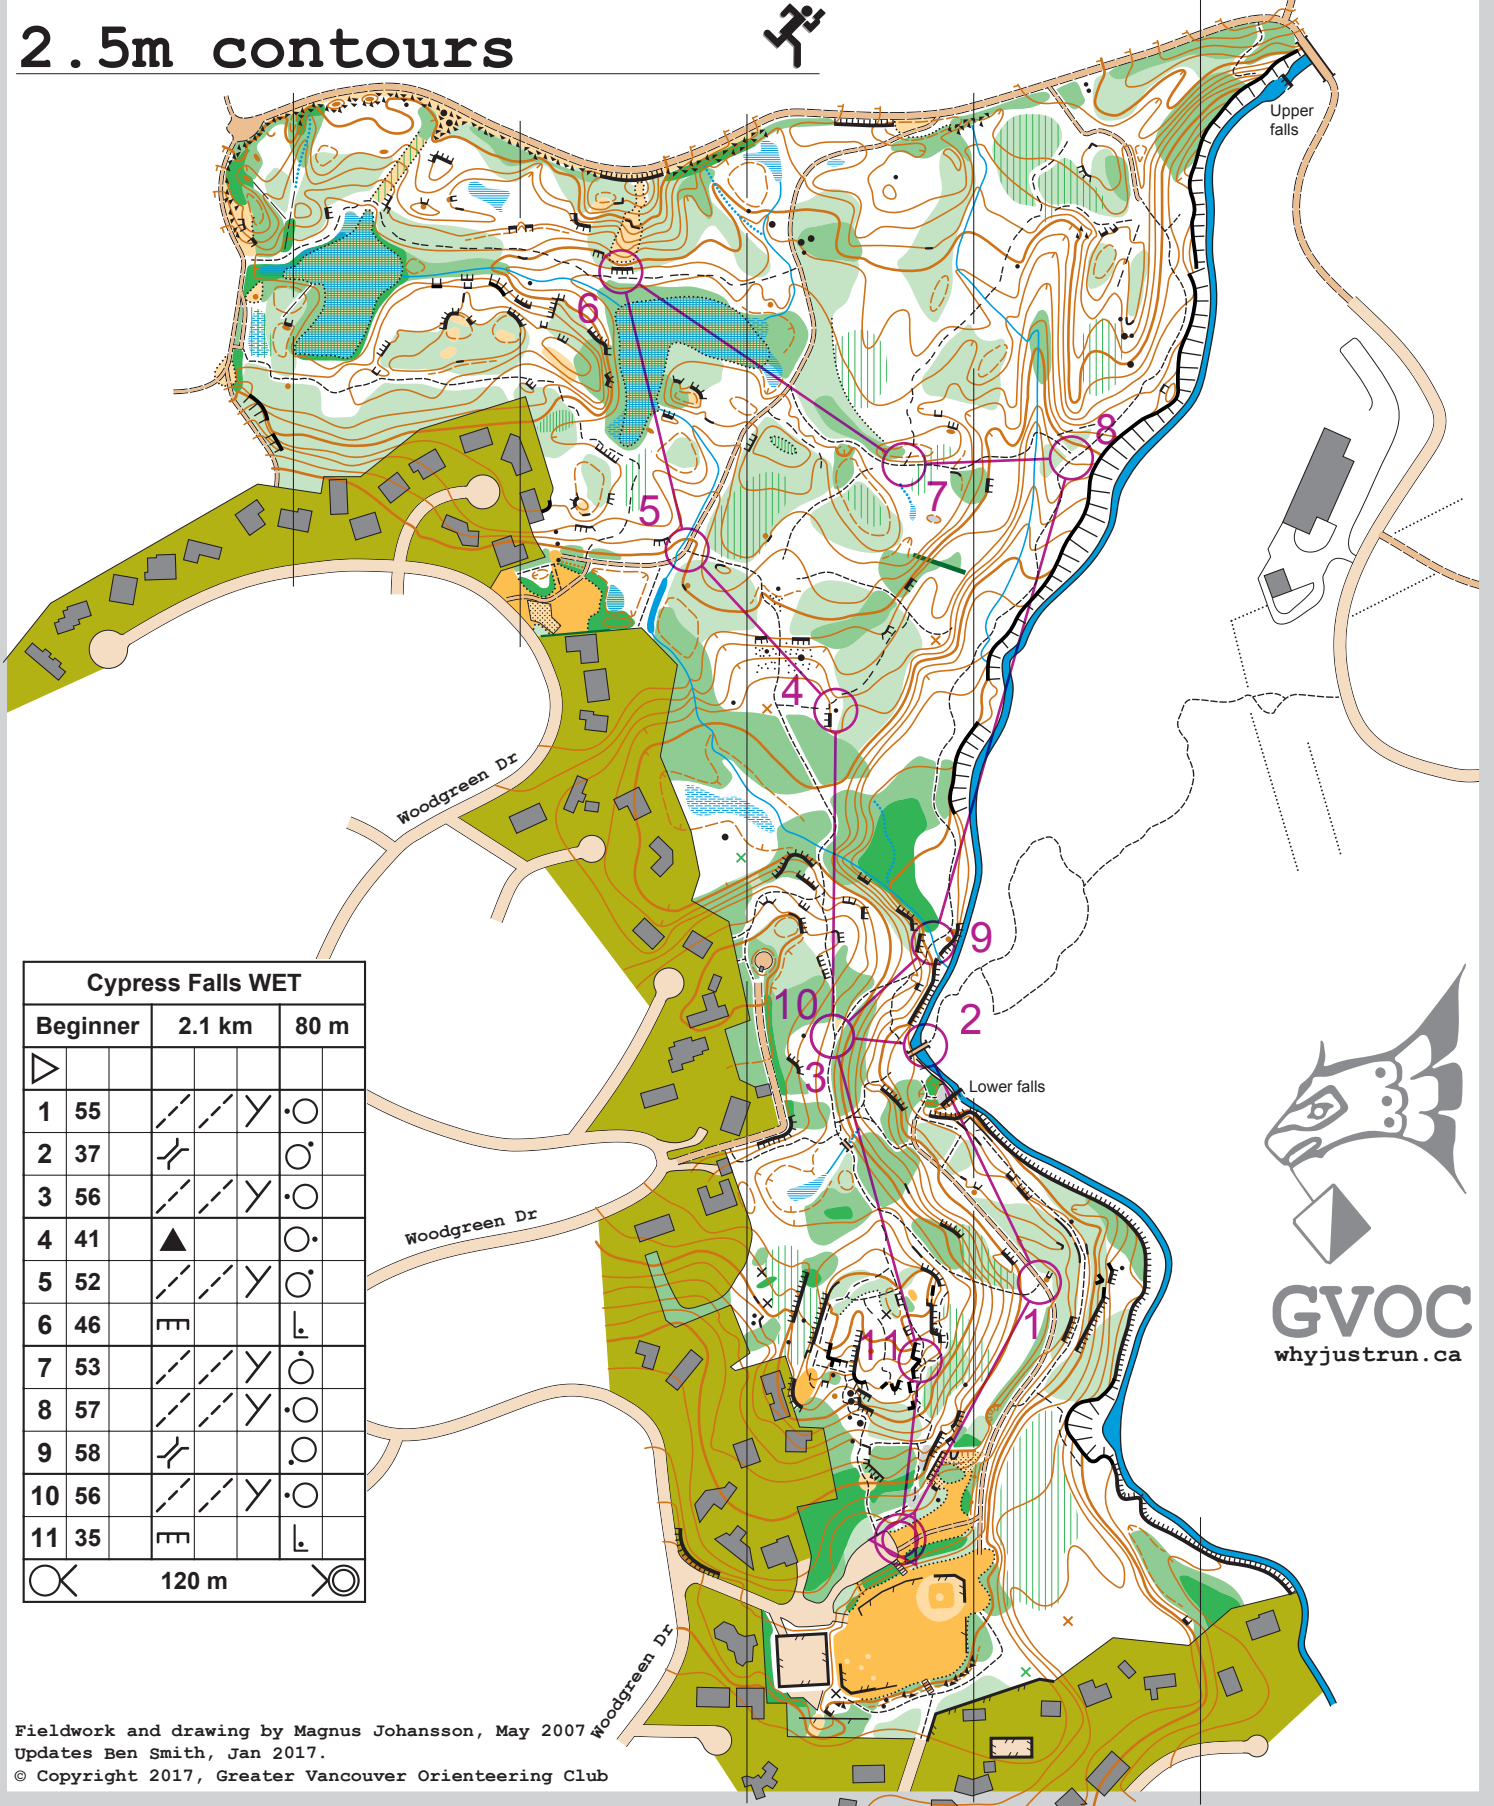 2.5m contours
Upper
falls
6
8
7
5
4
Woodgreen Dr
9
10
2
3
Lower falls
1
11
Woodgreen Dr
Woodgreen Dr
Cypress Falls WET
Beginner 2.1 km 80 m
1 55
2 37
3 56
4 41
5 52
6 46
7 53
8 57
9 58
10 56
11 35
120 m
GVOC
whyjustrun.ca
Fieldwork and drawing by Magnus Johansson, May 2007
Updates Ben Smith, Jan 2017.
© Copyright 2017, Greater Vancouver Orienteering Club